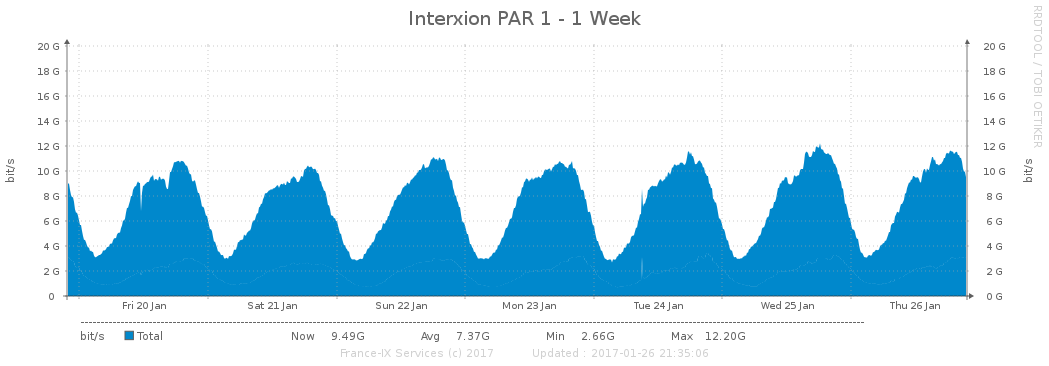 Interxion PAR 1 - 1 Week
RRDTOOL / TOBI OETIKER
20 G 20 G
18 G 18 G
16 G 16 G
14 G 14 G
12 G 12 G
10 G 10 G
8 G 8 G
6 G 6 G
4 G 4 G
2 G 2 G
0 0 G
bit/s
bit/s
Fri 20 Jan Sat 21 Jan Sun 22 Jan Mon 23 Jan Tue 24 Jan Wed 25 Jan Thu 26 Jan
bit/s Total Now 9.49G Avg 7.37G Min 2.66G Max 12.20G
France-IX Services (c) 2017 Updated : 2017-01-26 21:35:06